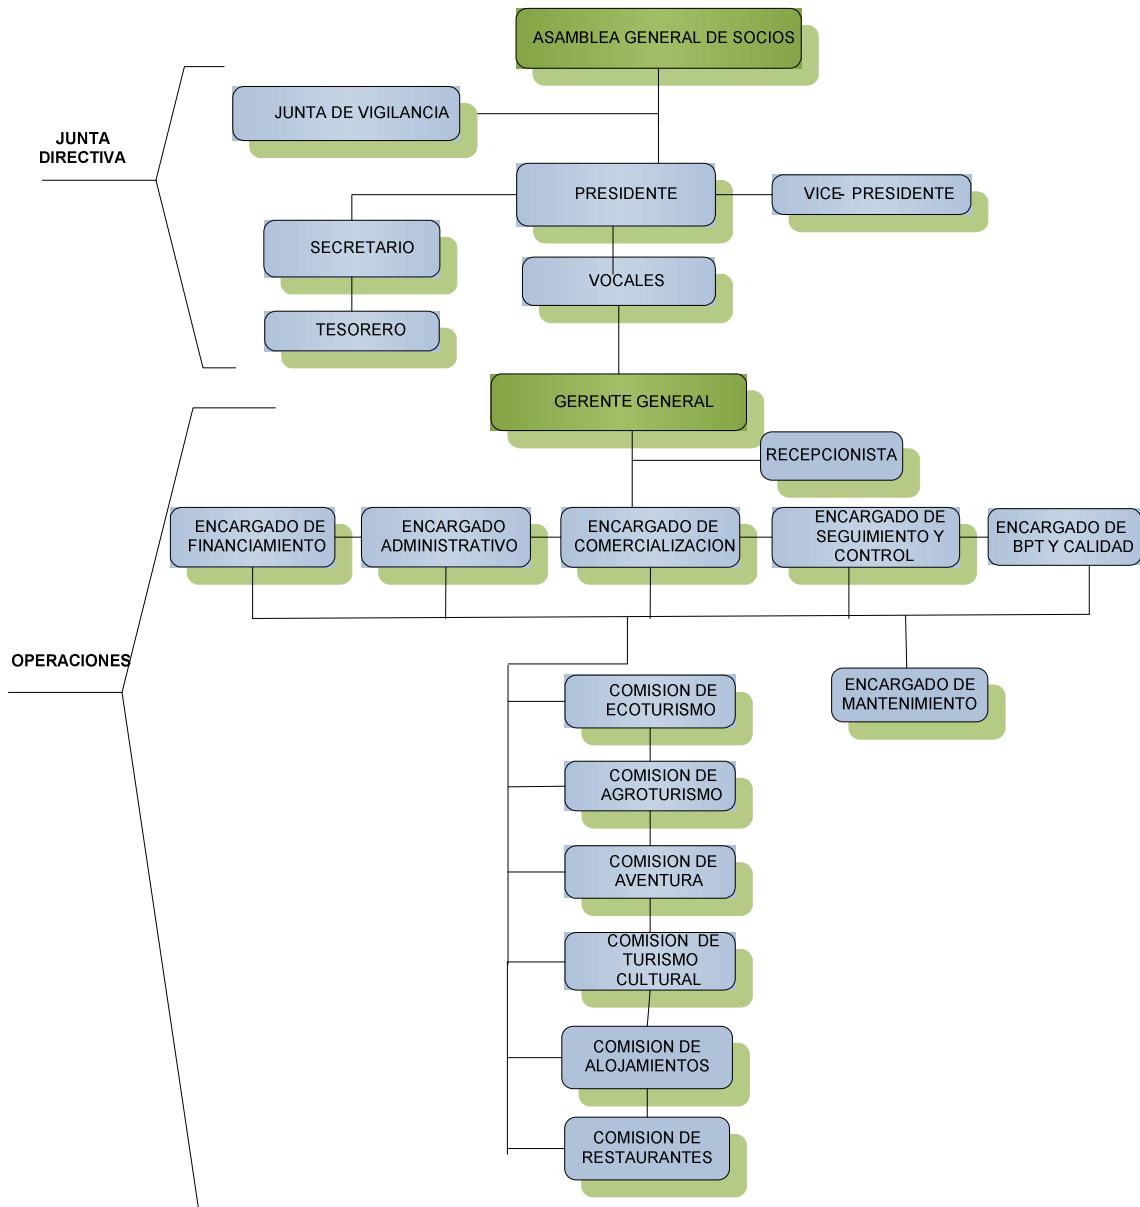 ASAMBLEA GENERAL DE SOCIOS
JUNTA DE VIGILANCIA
JUNTA
DIRECTIVA
PRESIDENTE
VICE- PRESIDENTE
SECRETARIO
VOCALES
TESORERO
GERENTE GENERAL
RECEPCIONISTA
ENCARGADO DE
FINANCIAMIENTO
ENCARGADO
ADMINISTRATIVO
ENCARGADO DE
COMERCIALIZACION
ENCARGADO DE
SEGUIMIENTO Y
CONTROL
ENCARGADO DE
BPT Y CALIDAD
OPERACIONES
ENCARGADO DE
MANTENIMIENTO
COMISION DE
ECOTURISMO
COMISION DE
AGROTURISMO
COMISION DE
AVENTURA
COMISION DE
TURISMO
CULTURAL
COMISION DE
ALOJAMIENTOS
COMISION DE
RESTAURANTES